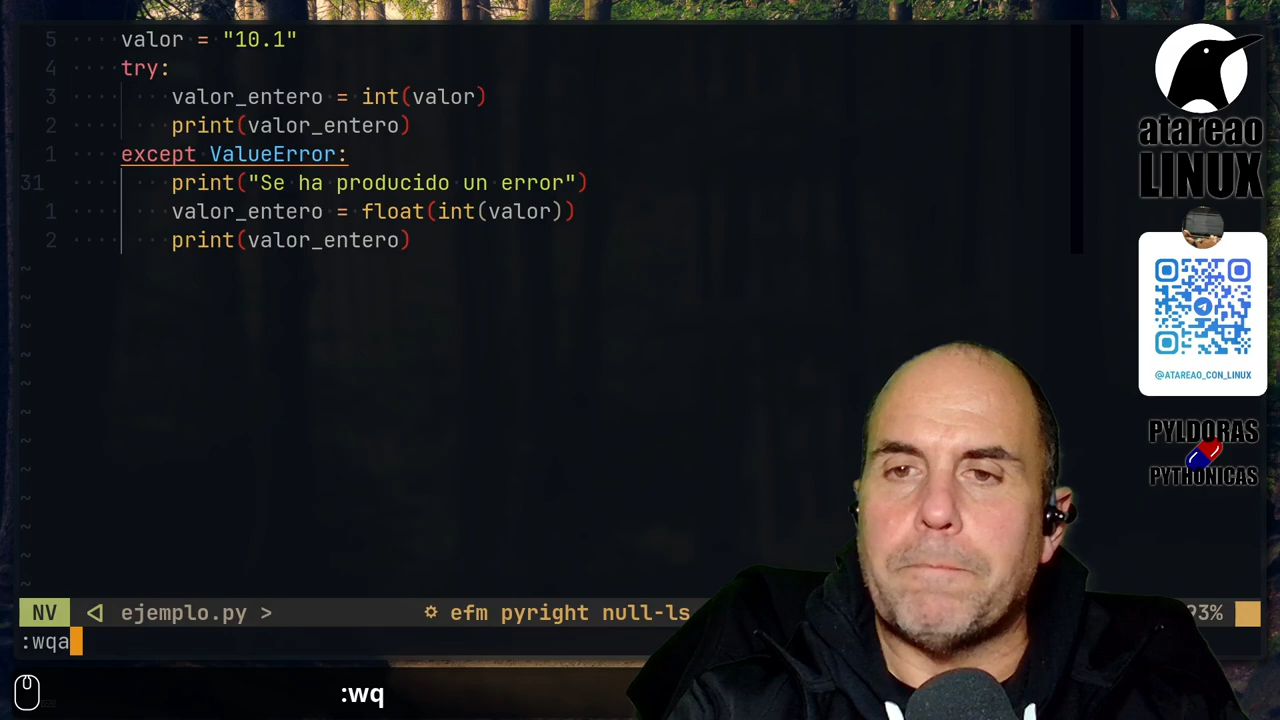 5 valor = "10.1"
4 try:
3 valor_entero = int(valor)
2 print(valor_entero)
1 except ValueError:
31 print("Se ha producido un error")
1 valor_entero = float(int(valor))
2 print(valor_entero)
~
~
~
~
~
~
~
~
~
~
~
~
NV ejemplo.py > efm pyright null-ls 93%
:wqa
:wq
atareao
LINUX
@ATAREAO_CON_LINUX
PYLDORAS
PYTHONICAS